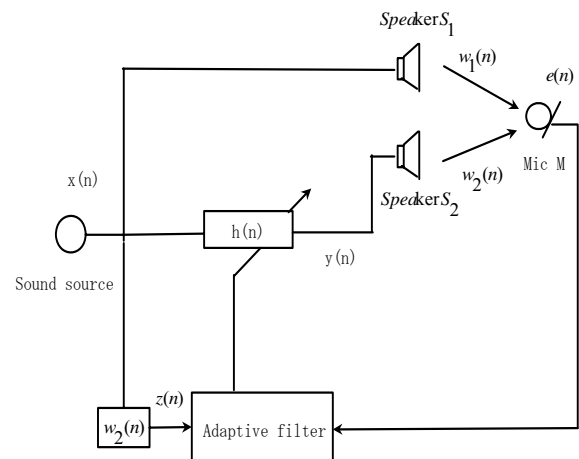 SpeakerS1
w1(n)
e(n)
Mic M
w2(n)
SpeakerS2
x(n)
h(n)
y(n)
Sound source
z(n)
w2(n)
Adaptive filter